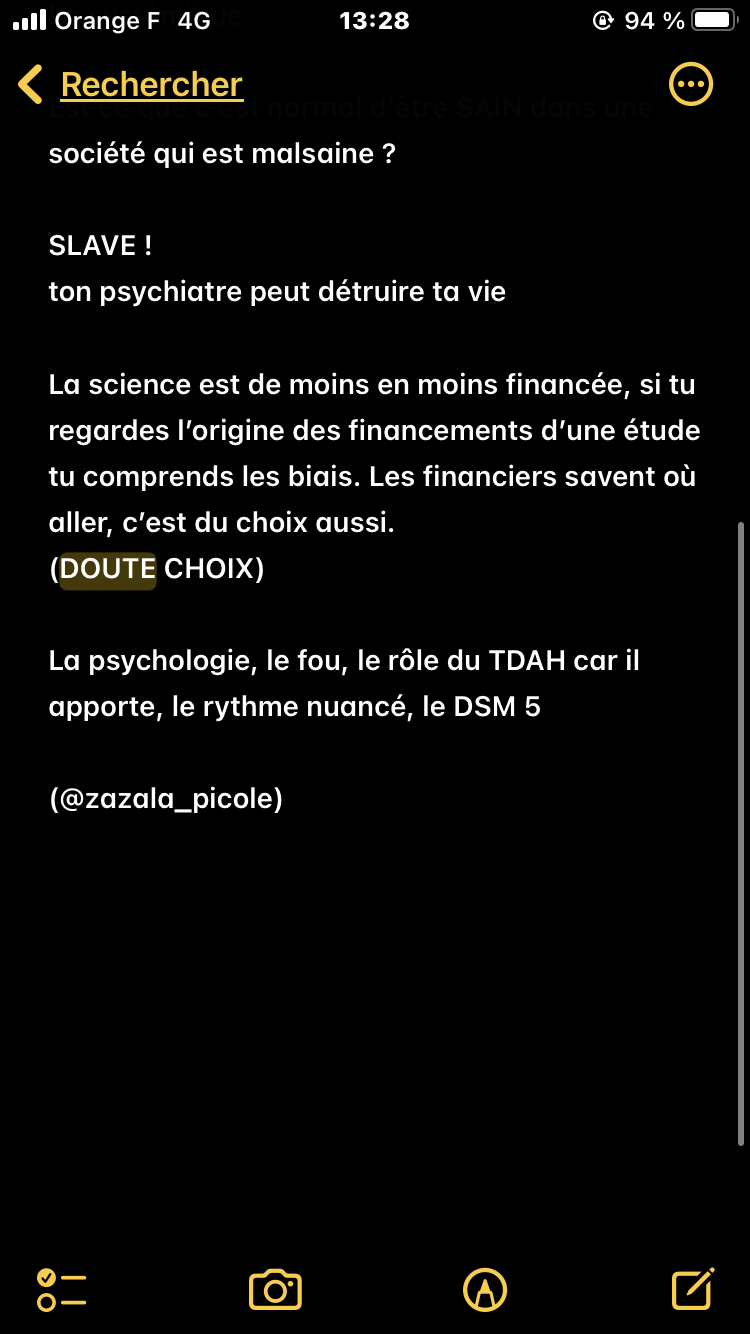 Orange F 4G 13:28 94 %
Rechercher
Est ce que c'est normal d'être SAIN dans une
société qui est malsaine ?
SLAVE !
ton psychiatre peut détruire ta vie
La science est de moins en moins financée, si tu
regardes l'origine des financements d'une étude
tu comprends les biais. Les financiers savent où
aller, c'est du choix aussi.
(DOUTE CHOIX)
La psychologie, le fou, le rôle du TDAH car il
apporte, le rythme nuancé, le DSM 5
(@zazala_picole)